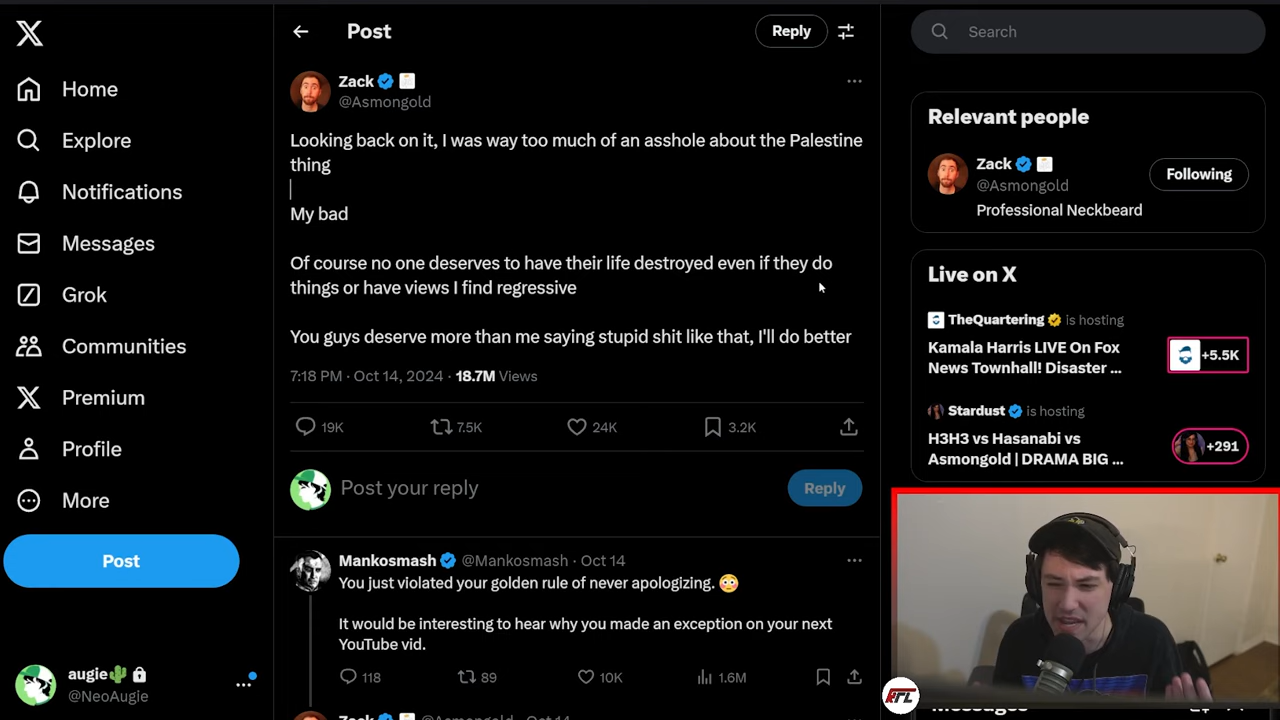 Home
Explore
Notifications
Messages
Grok
Communities
Premium
Profile
More
Post
augie
@NeoAugie
Post
Reply
Zack
@Asmongold
Looking back on it, I was way too much of an asshole about the Palestine
thing
My bad
Of course no one deserves to have their life destroyed even if they do
things or have views I find regressive
You guys deserve more than me saying stupid shit like that, I'll do better
7:18 PM · Oct 14, 2024 · 18.7M Views
19K 7.5K 24K 3.2K
Post your reply
Reply
Mankosmash @Mankosmash · Oct 14
You just violated your golden rule of never apologizing. 😳
It would be interesting to hear why you made an exception on your next
YouTube vid.
118 89 10K 1.6M
Zack @Asmongold · Oct 14
Search
Relevant people
Zack
@Asmongold
Following
Professional Neckbeard
Live on X
TheQuartering is hosting
Kamala Harris LIVE On Fox
News Townhall! Disaster ...
+5.5K
Stardust is hosting
H3H3 vs Hasanabi vs
Asmongold | DRAMA BIG ...
+291
Messages
RTL